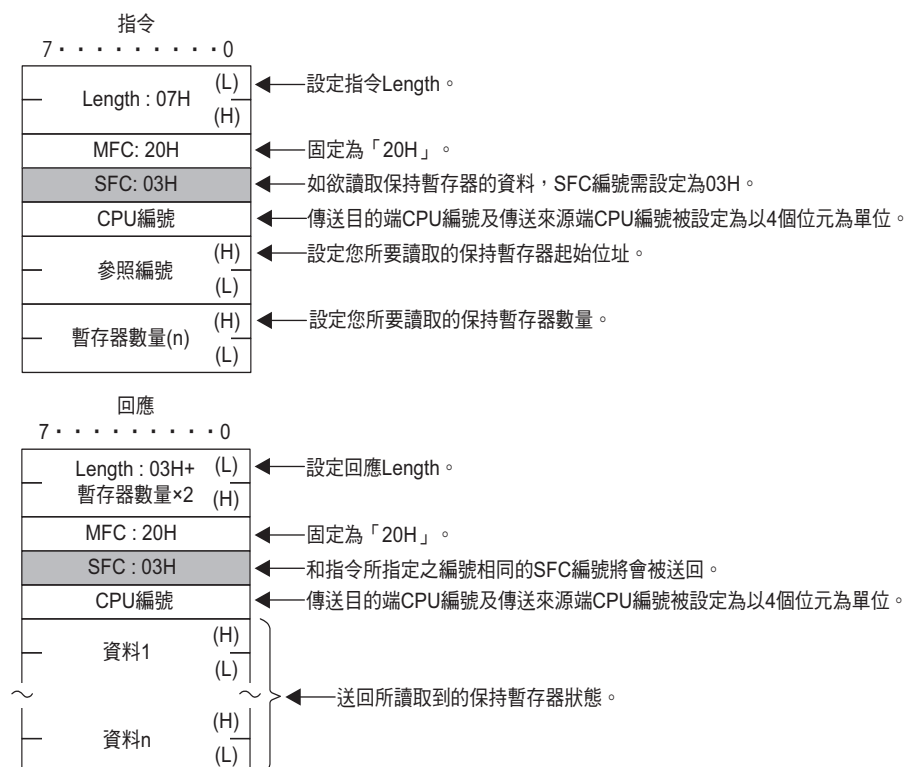 指令
7 · · · · · · · · · 0
Length : 07H (L) 設定指令Length。
(H)
MFC: 20H 固定為「20H」。
SFC: 03H 如欲讀取保持暫存器的資料，SFC編號需設定為03H。
CPU編號 傳送目的端CPU編號及傳送來源端CPU編號被設定為以4個位元為單位。
參照編號 (H) 設定您所要讀取的保持暫存器起始位址。
(L)
暫存器數量(n) (H) 設定您所要讀取的保持暫存器數量。
(L)
回應
7 · · · · · · · · · 0
Length : 03H+ (L) 設定回應Length。
暫存器數量×2 (H)
MFC : 20H 固定為「20H」。
SFC : 03H 和指令所指定之編號相同的SFC編號將會被送回。
CPU編號 傳送目的端CPU編號及傳送來源端CPU編號被設定為以4個位元為單位。
資料1 (H)
(L)
送回所讀取到的保持暫存器狀態。
資料n (H)
(L)